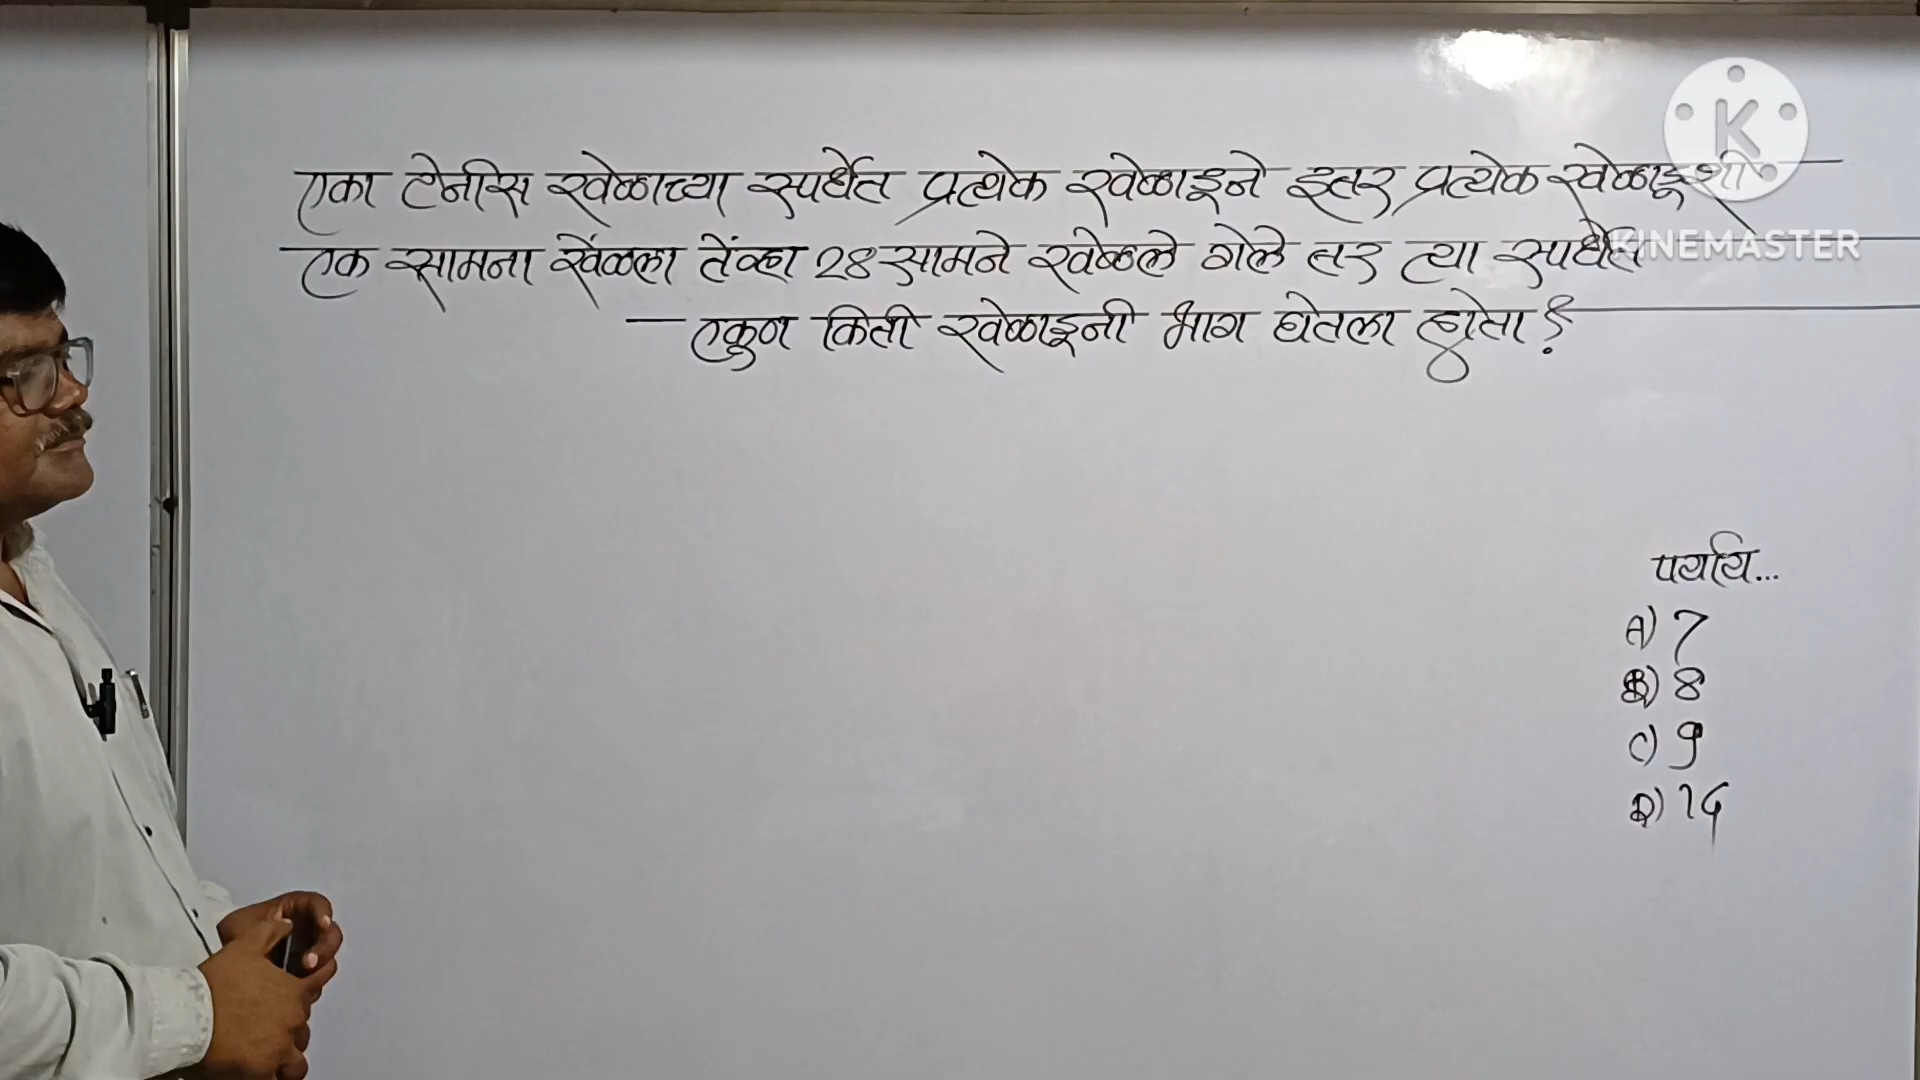 एका टेनीस खेळाच्या स्पर्धेत प्रत्येक खेळाडूने इतर प्रत्येक खेळाडूशी
एक सामना खेंळला तेंव्हा 28 सामने खेळले गेले तर त्या स्पर्धेत
एकुण किती खेळाडूनी भाग घेतला होता ?
K
KINEMASTER
पर्याय...
A) 7
B) 8
C) 9
D) 14